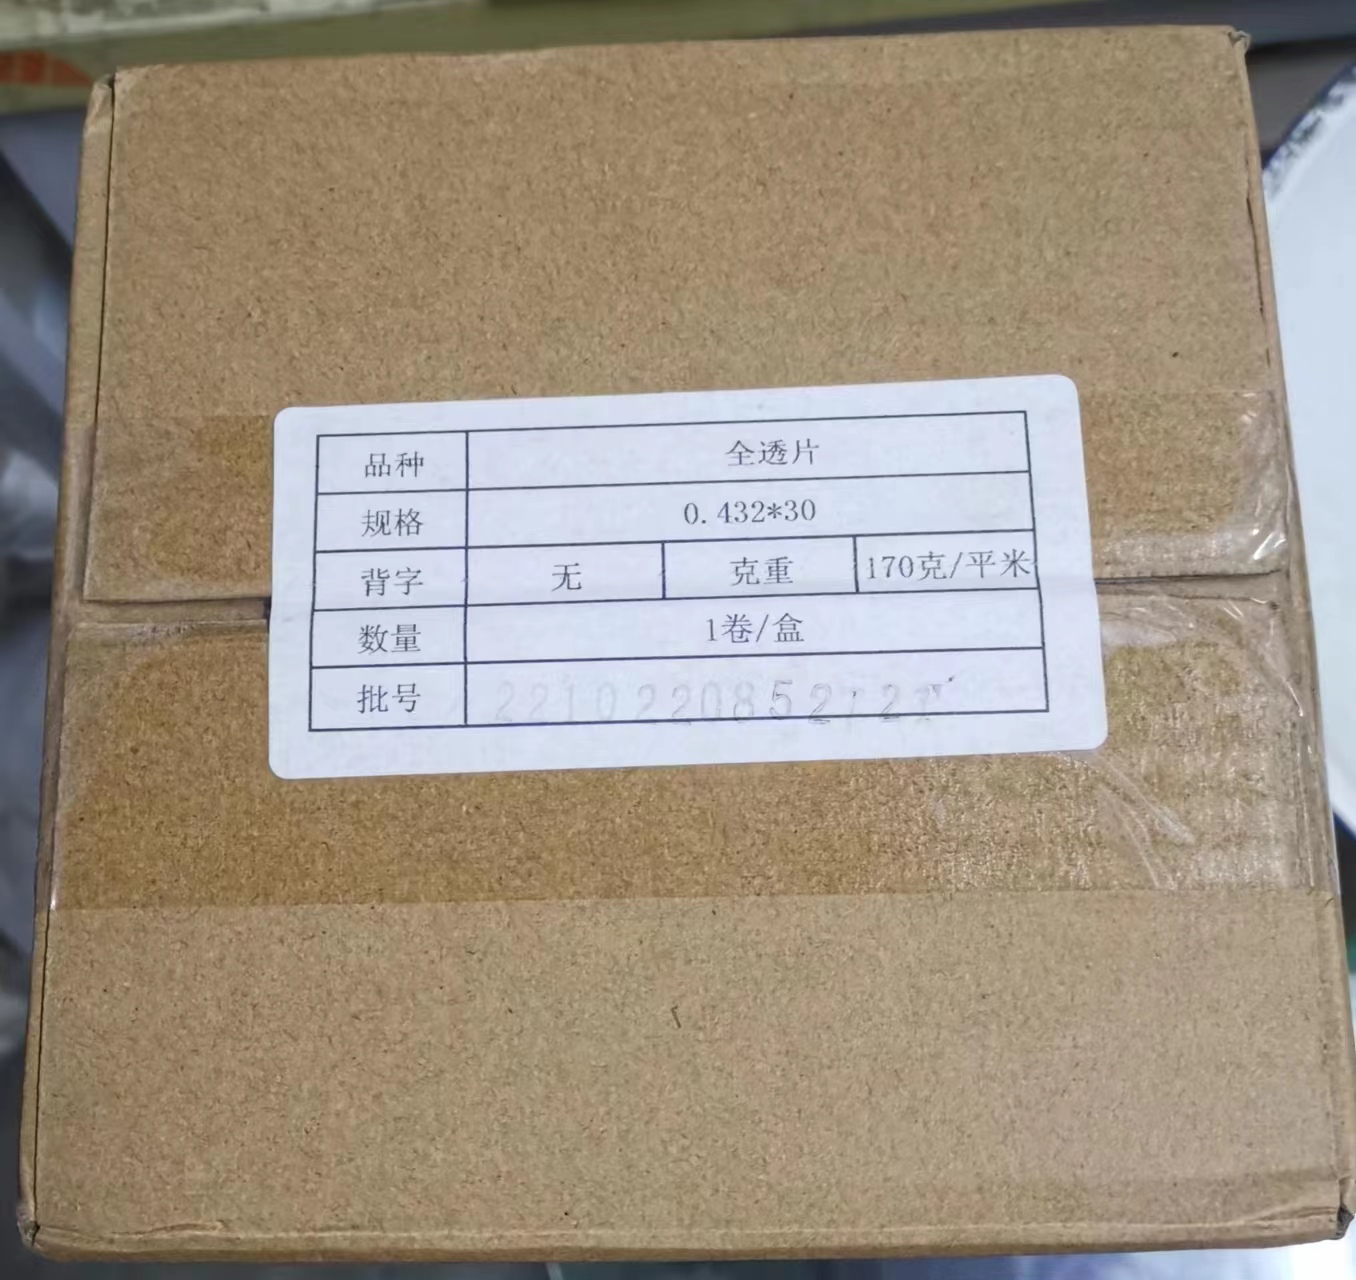 品种 全透片
规格 0.432*30
背字 无 克重 170克/平米
数量 1卷/盒
批号